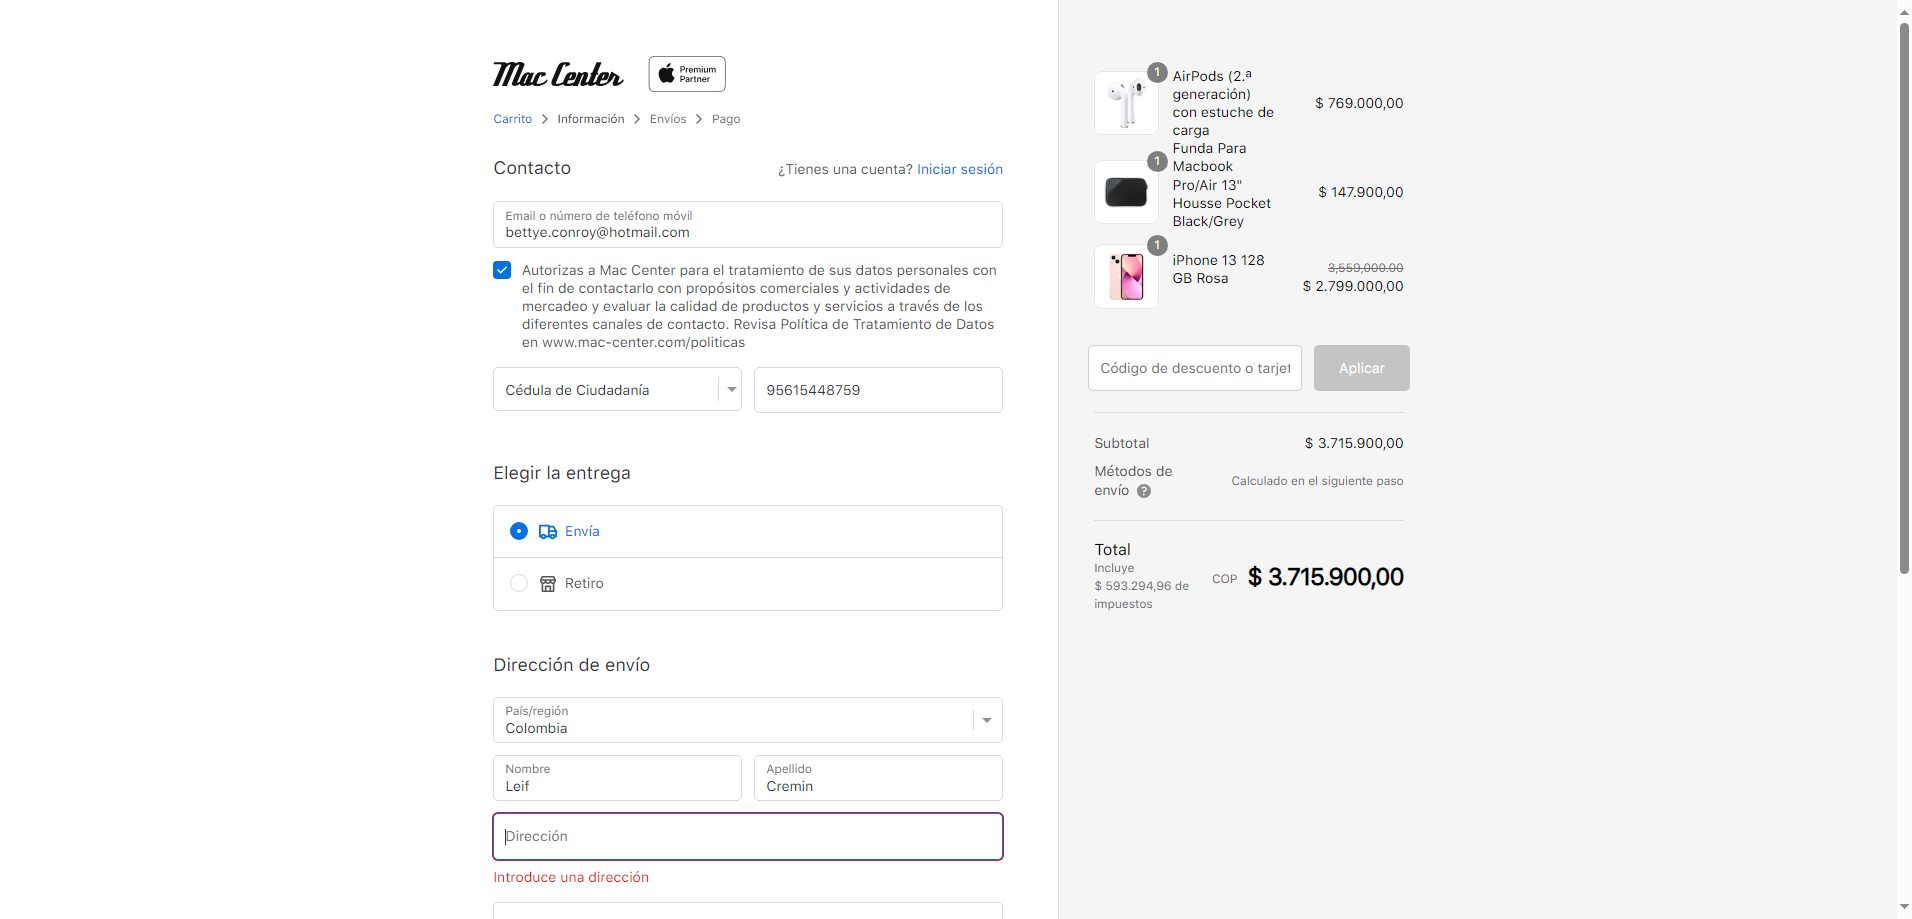 Mac Center
Premium
Partner
Carrito > Información > Envíos > Pago
Contacto
¿Tienes una cuenta? Iniciar sesión
Email o número de teléfono móvil
bettye.conroy@hotmail.com
Autorizas a Mac Center para el tratamiento de sus datos personales con
el fin de contactarlo con propósitos comerciales y actividades de
mercadeo y evaluar la calidad de productos y servicios a través de los
diferentes canales de contacto. Revisa Política de Tratamiento de Datos
en www.mac-center.com/politicas
Cédula de Ciudadanía
95615448759
Elegir la entrega
Envía
Retiro
Dirección de envío
País/región
Colombia
Nombre
Leif
Apellido
Cremin
Dirección
Introduce una dirección
1
AirPods (2.ª
generación)
con estuche de
carga
$ 769.000,00
1
Funda Para
Macbook
Pro/Air 13"
Housse Pocket
Black/Grey
$ 147.900,00
1
iPhone 13 128
GB Rosa
3,559,000.00
$ 2.799.000,00
Código de descuento o tarjet
Aplicar
Subtotal
$ 3.715.900,00
Métodos de
envío ?
Calculado en el siguiente paso
Total
Incluye
$ 593.294,96 de
impuestos
COP $ 3.715.900,00